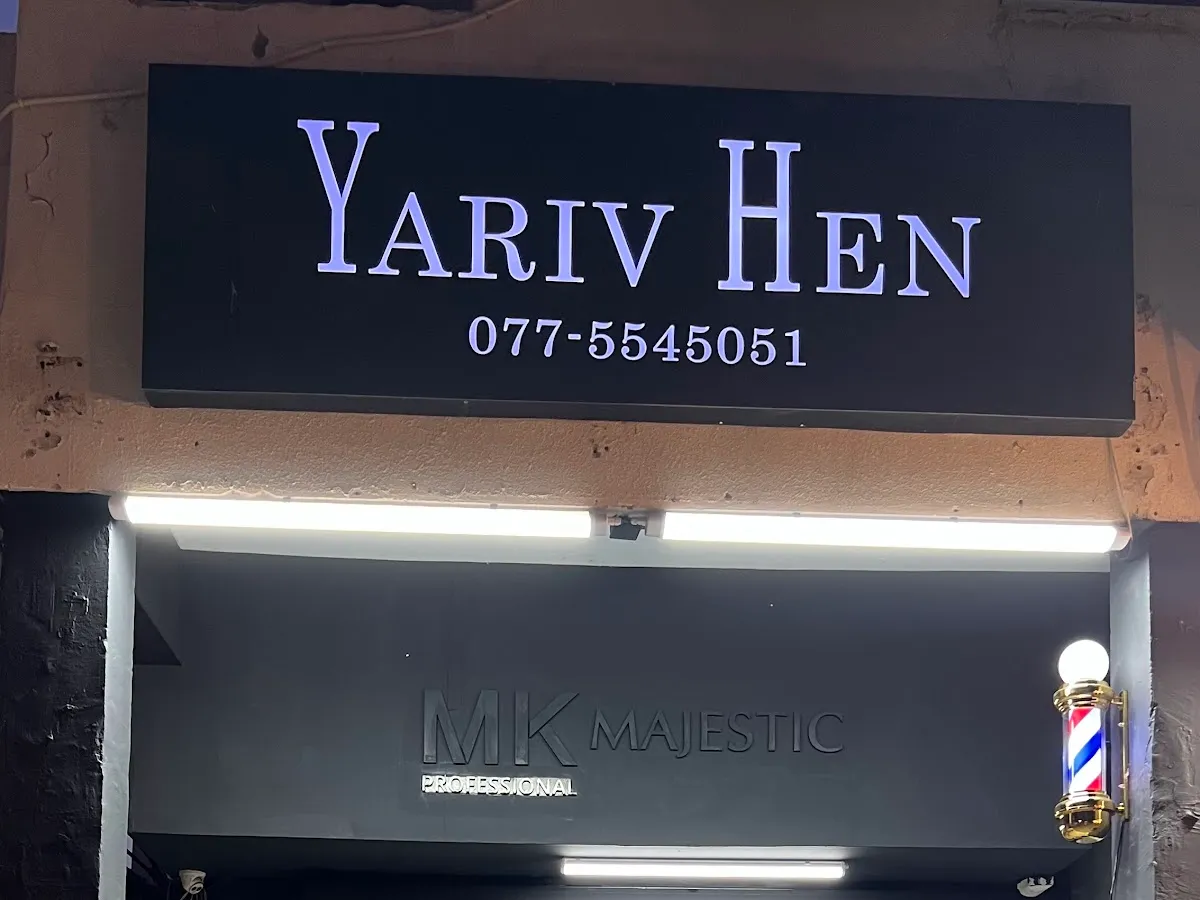 YARIV HEN
077-5545051
MK MAJESTIC
PROFESSIONAL